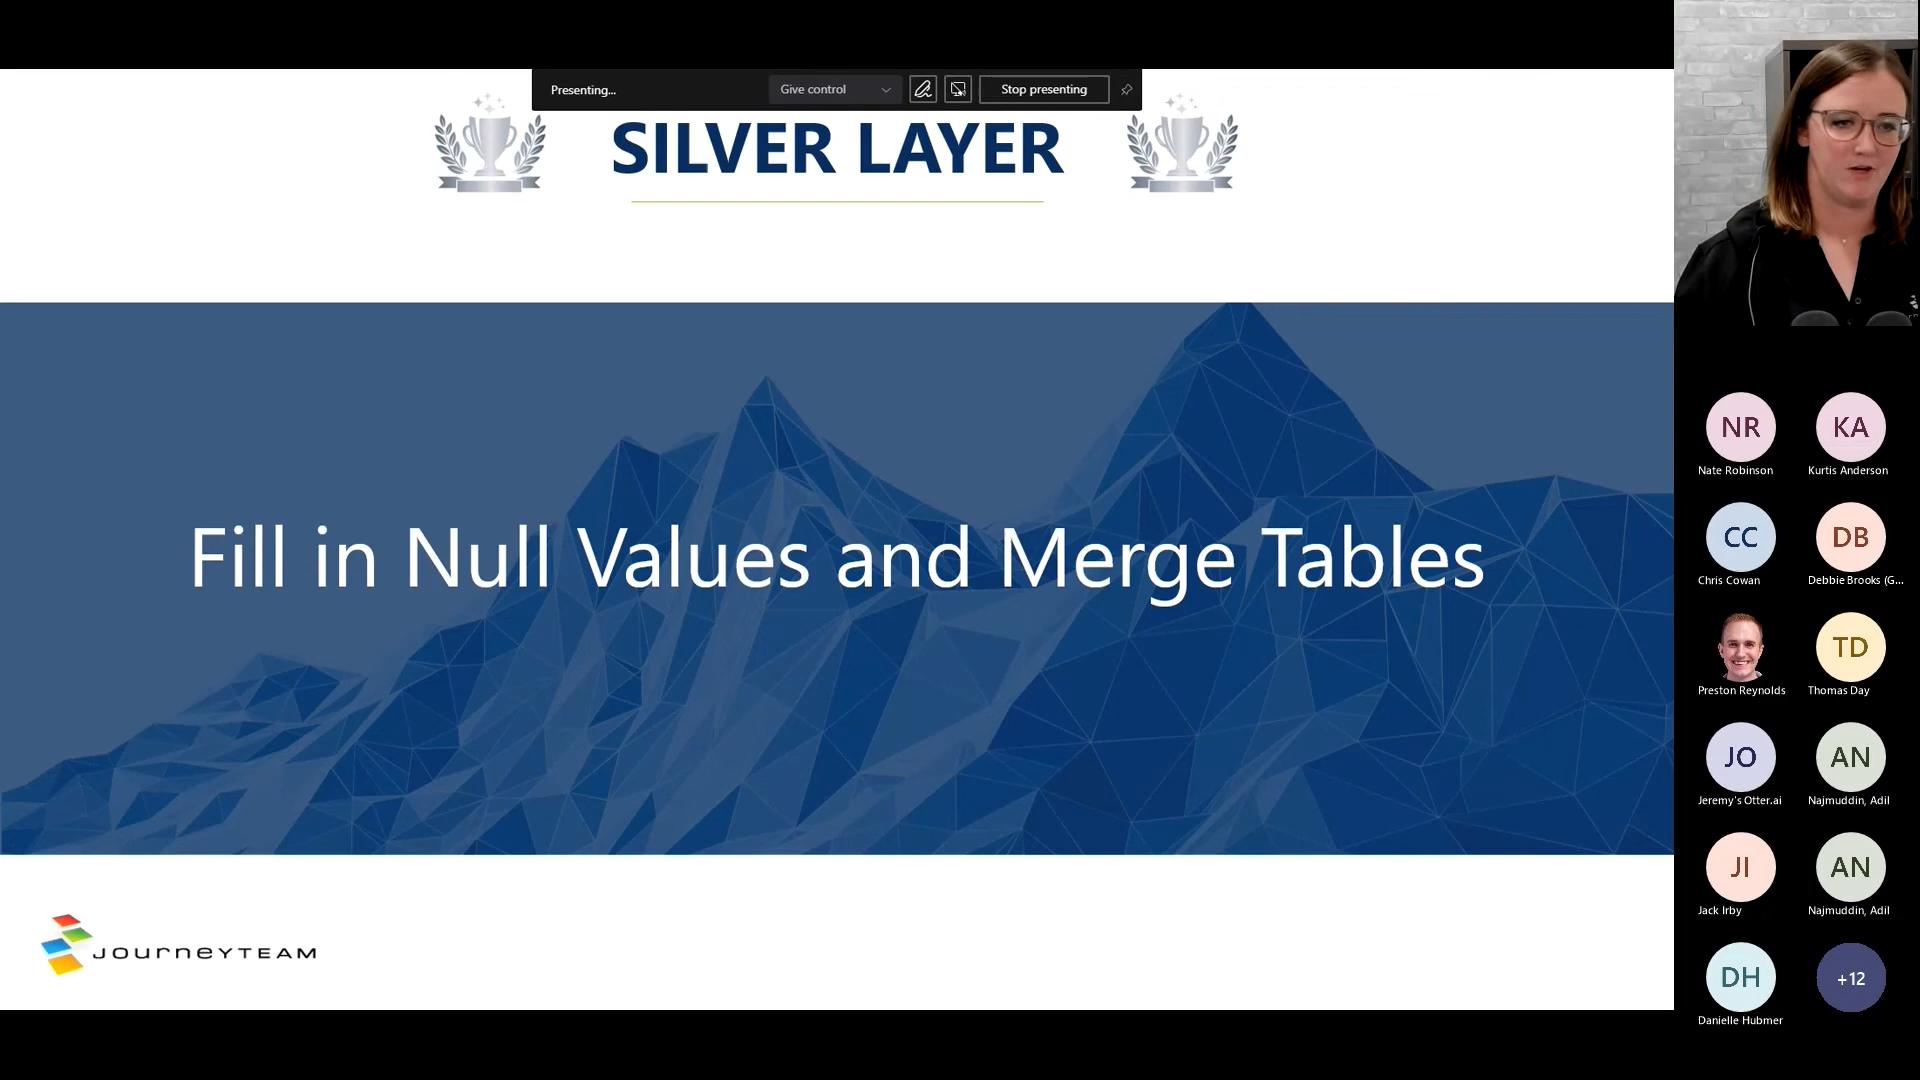 Presenting...
Give control
Stop presenting
SILVER LAYER
Fill in Null Values and Merge Tables
JOURNEYTEAM
NR
KA
Nate Robinson
Kurtis Anderson
CC
DB
Chris Cowan
Debbie Brooks (G...
TD
Preston Reynolds
Thomas Day
JO
AN
Jeremy's Otter.ai
Najmuddin, Adil
JI
AN
Jack Irby
Najmuddin, Adil
DH
+12
Danielle Hubmer